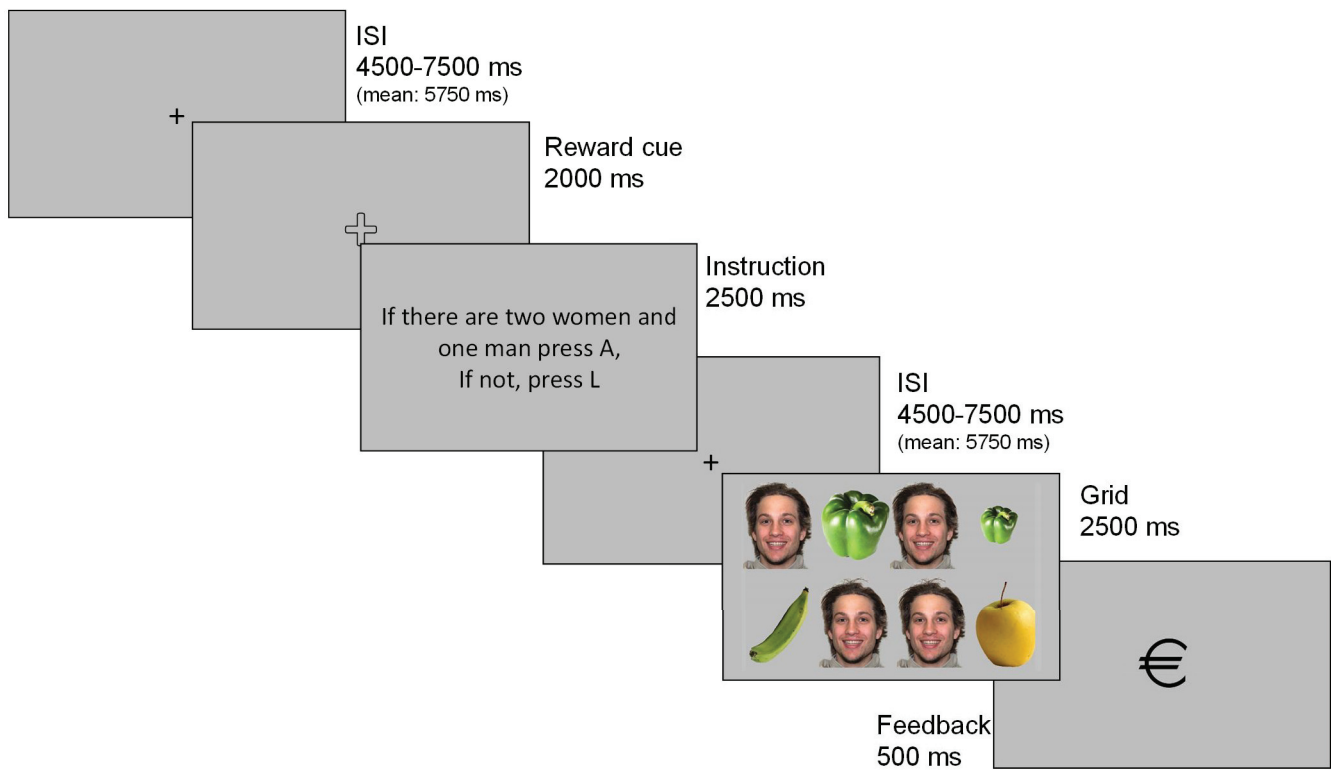 ISI
4500-7500 ms
(mean: 5750 ms)
+
Reward cue
2000 ms
Instruction
2500 ms
If there are two women and
one man press A,
If not, press L
ISI
4500-7500 ms
(mean: 5750 ms)
+
Grid
2500 ms
€
Feedback
500 ms